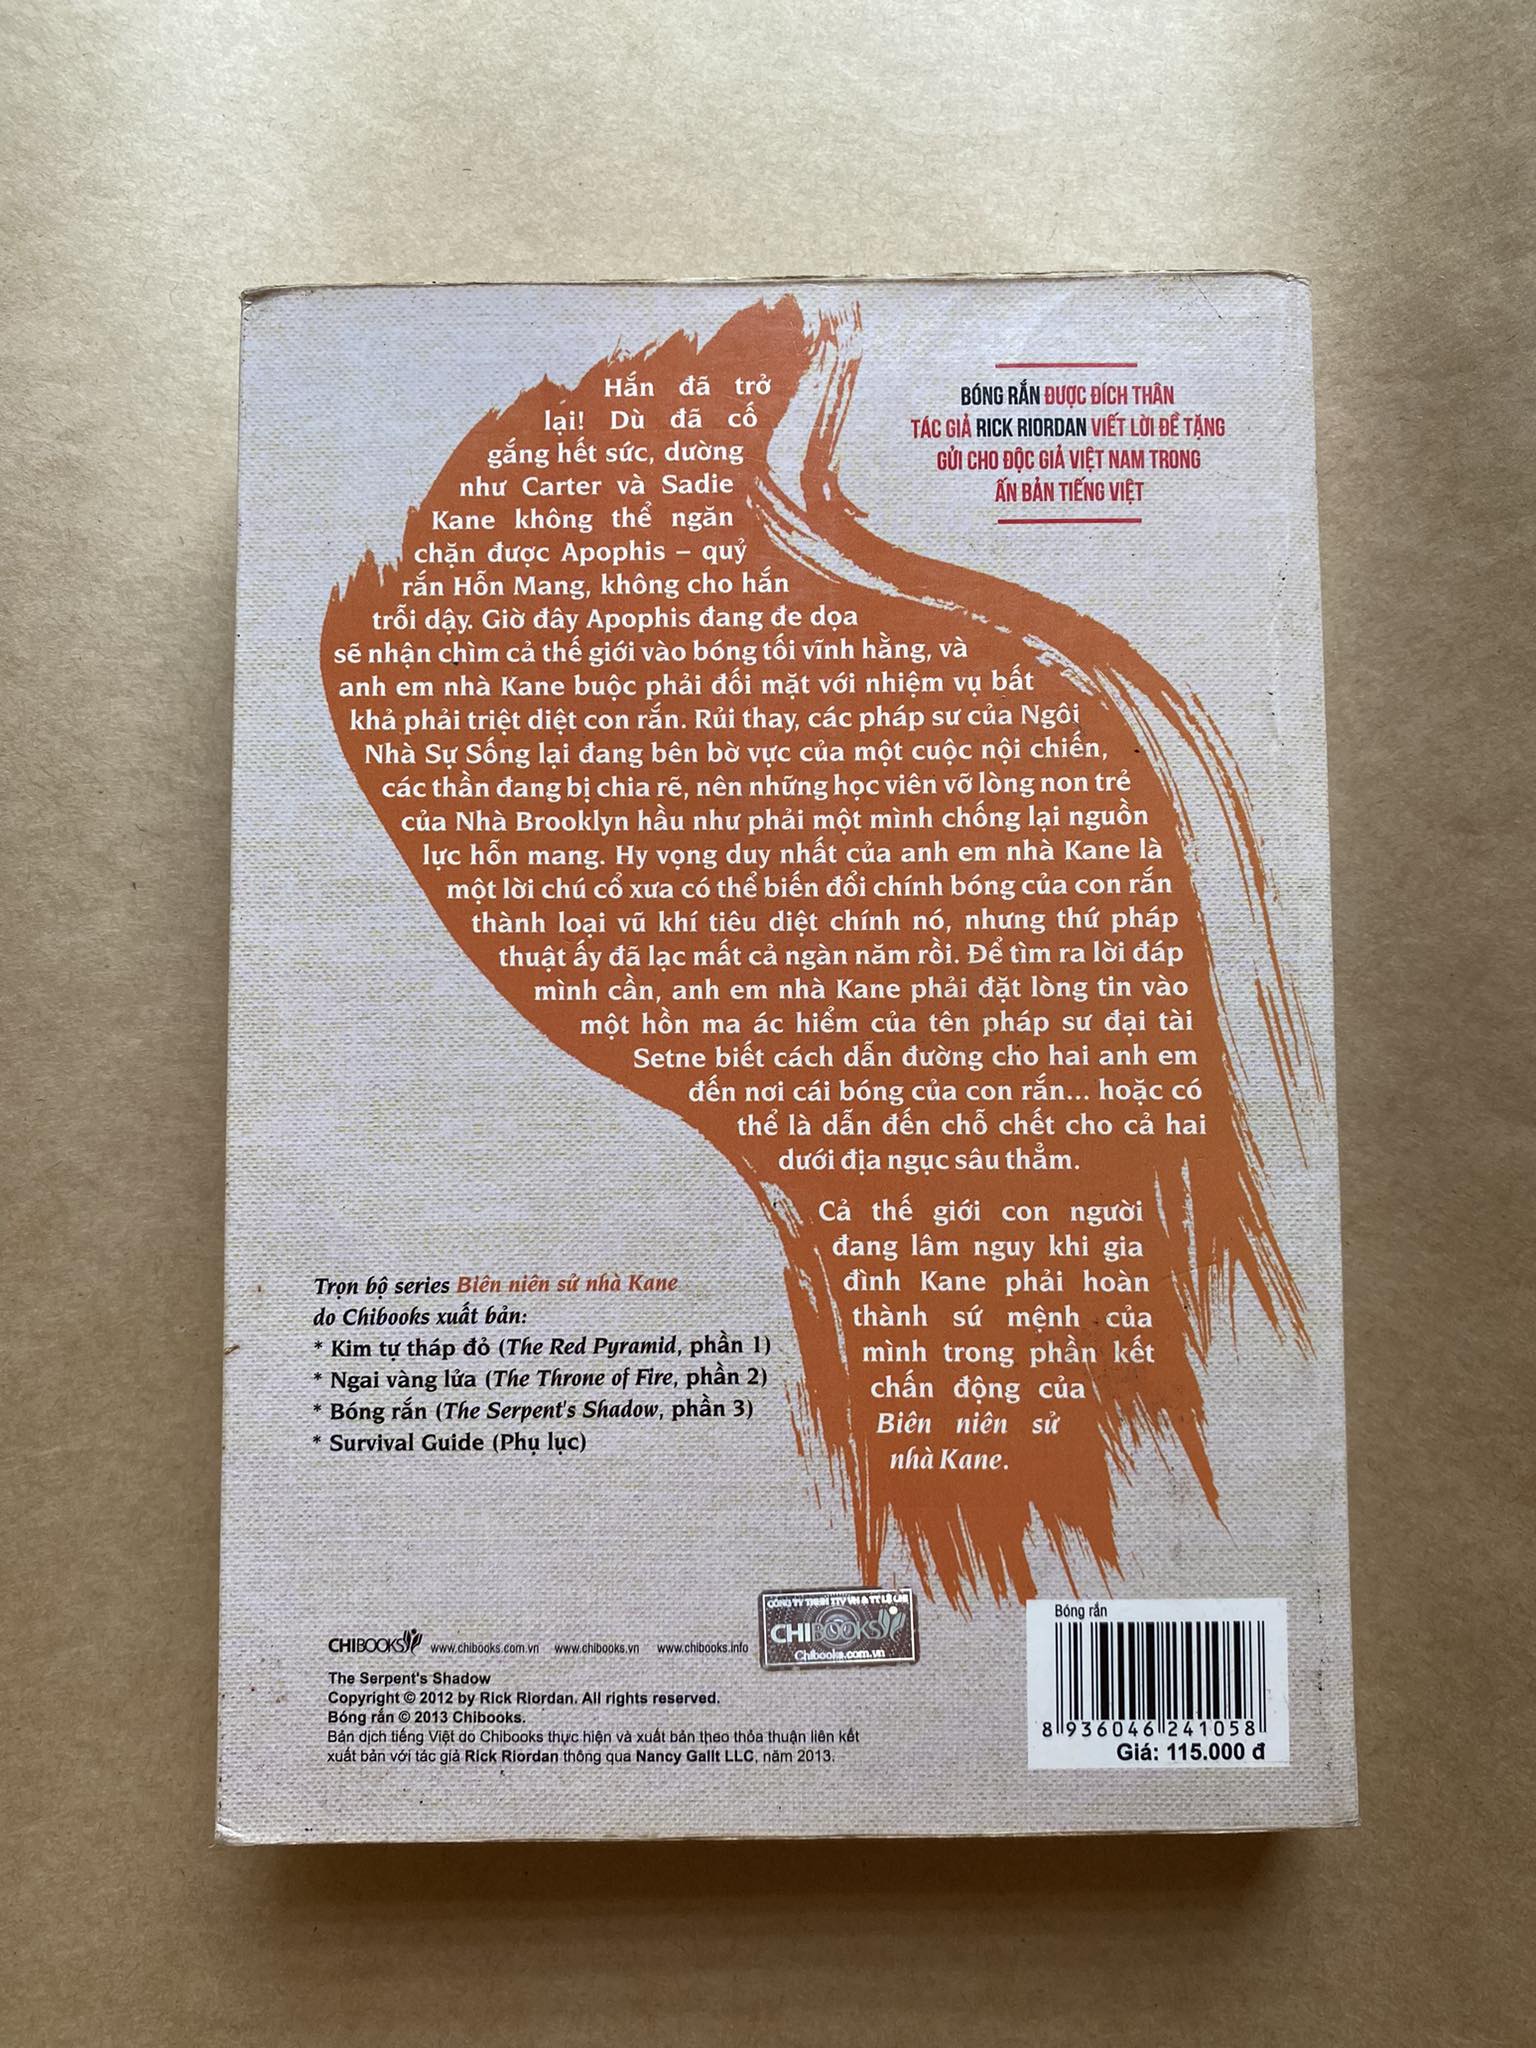 Hắn đã trở
lại! Dù đã cố
gắng hết sức, dường
như Carter và Sadie
Kane không thể ngăn
chặn được Apophis – quỷ
rắn Hỗn Mang, không cho hắn
trỗi dậy. Giờ đây Apophis đang đe dọa
sẽ nhận chìm cả thế giới vào bóng tối vĩnh hằng, và
anh em nhà Kane buộc phải đối mặt với nhiệm vụ bất
khả phải triệt diệt con rắn. Rủi thay, các pháp sư của Ngôi
Nhà Sự Sống lại đang bên bờ vực của một cuộc nội chiến,
các thần đang bị chia rẽ, nên những học viên vỡ lòng non trẻ
của Nhà Brooklyn hầu như phải một mình chống lại nguồn
lực hỗn mang. Hy vọng duy nhất của anh em nhà Kane là
một lời chú cổ xưa có thể biến đổi chính bóng của con rắn
thành loại vũ khí tiêu diệt chính nó, nhưng thứ pháp
thuật ấy đã lạc mất cả ngàn năm rồi. Để tìm ra lời đáp
mình cần, anh em nhà Kane phải đặt lòng tin vào
một hồn ma ác hiểm của tên pháp sư đại tài
Setne biết cách dẫn đường cho hai anh em
đến nơi cái bóng của con rắn... hoặc có
thể là dẫn đến chỗ chết cho cả hai
dưới địa ngục sâu thẳm.
Cả thế giới con người
đang lâm nguy khi gia
đình Kane phải hoàn
thành sứ mệnh của
mình trong phần kết
chấn động của
Biên niên sử
nhà Kane.
BÓNG RẮN ĐƯỢC ĐÍCH THÂN
TÁC GIẢ RICK RIORDAN VIẾT LỜI ĐỀ TẶNG
GỬI CHO ĐỘC GIẢ VIỆT NAM TRONG
ẤN BẢN TIẾNG VIỆT
Trọn bộ series Biên niên sử nhà Kane
do Chibooks xuất bản:
* Kim tự tháp đỏ (The Red Pyramid, phần 1)
* Ngai vàng lửa (The Throne of Fire, phần 2)
* Bóng rắn (The Serpent's Shadow, phần 3)
* Survival Guide (Phụ lục)
CHIBOOKS www.chibooks.com.vn www.chibooks.vn www.chibooks.info
CÔNG TY TNHH TTV VN & TT LỆ CHI
CHIBOOKS
Chibooks.com.vn
The Serpent's Shadow
Copyright © 2012 by Rick Riordan. All rights reserved.
Bóng rắn © 2013 Chibooks.
Bản dịch tiếng Việt do Chibooks thực hiện và xuất bản theo thỏa thuận liên kết
xuất bản với tác giả Rick Riordan thông qua Nancy Gallt LLC, năm 2013.
Bóng rắn
8 936046 241058
Giá: 115.000 đ